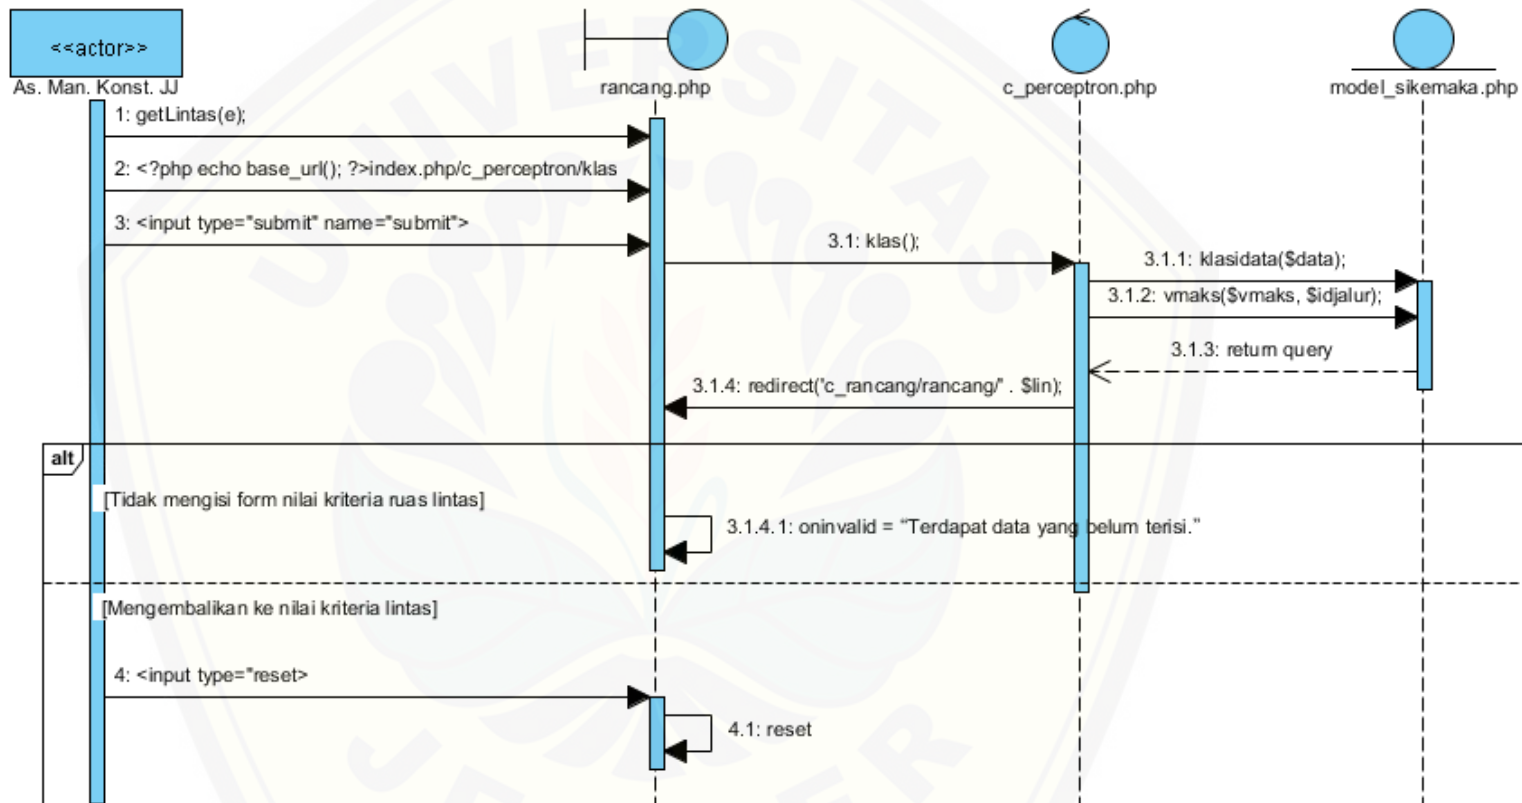 <<actor>>
As. Man. Konst. JJ
rancang.php
c_perceptron.php
model_sikemaka.php
1: getLintas(e);
2: <?php echo base_url(); ?>index.php/c_perceptron/klas
3: <input type="submit" name="submit">
3.1: klas();
3.1.1: klasidata($data);
3.1.2: vmaks($vmaks, $idjalur);
3.1.3: return query
3.1.4: redirect("c_rancang/rancang/" . $lin);
alt
[Tidak mengisi form nilai kriteria ruas lintas]
3.1.4.1: oninvalid = “Terdapat data yang belum terisi.”
[Mengembalikan ke nilai kriteria lintas]
4: <input type="reset>
4.1: reset
UNIVERSITAS
JEMBER